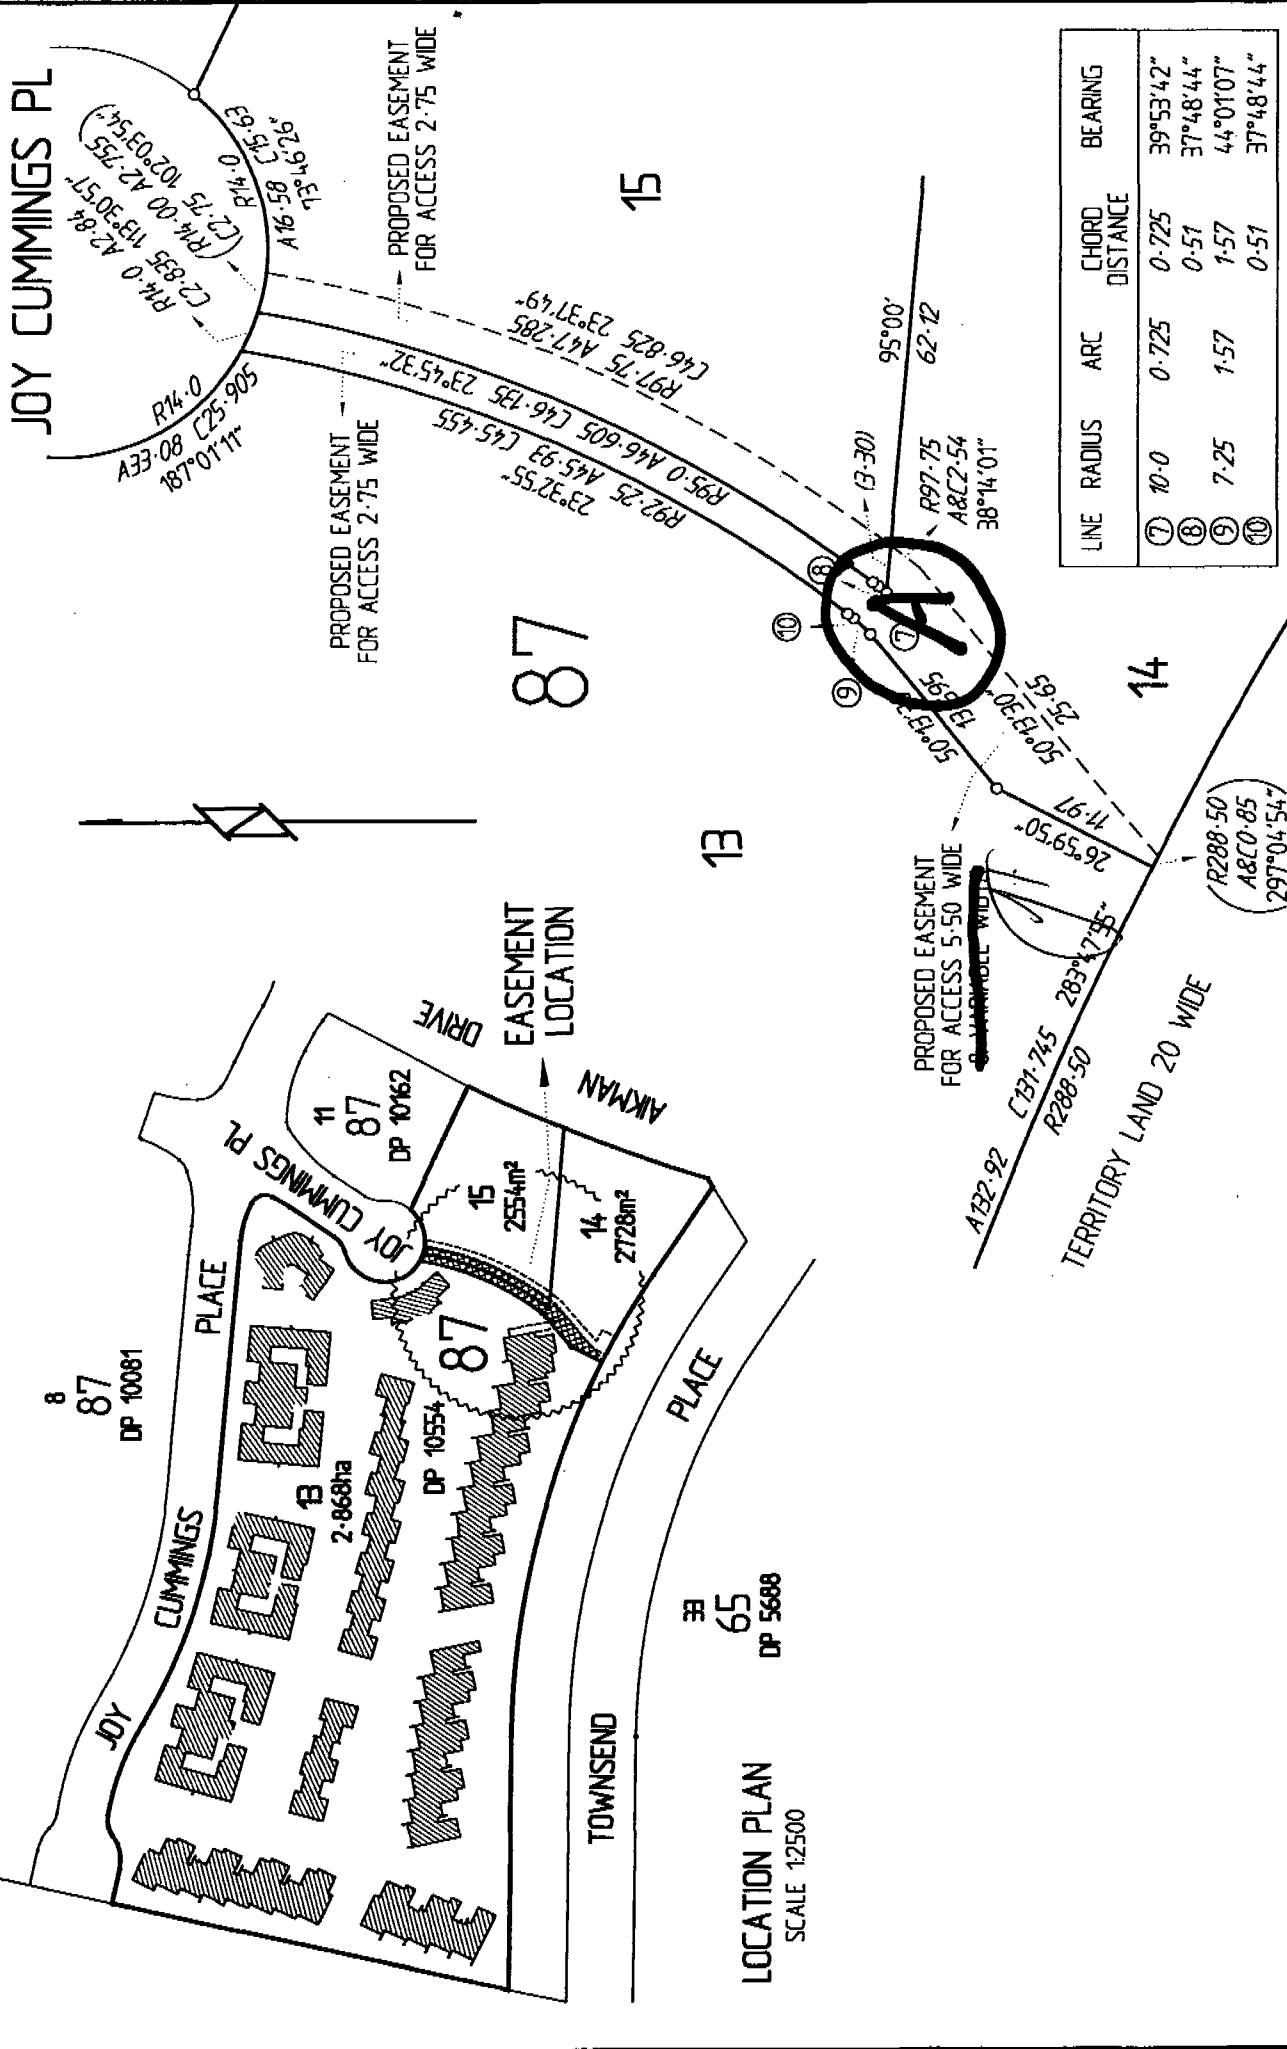 JOY CUMMINGS PL
R14·0 A2·84
C2·835 113°30'57"
(R14·00 A2·755
C2·75 102°03'54")
R14·0
A16·58 C15·63
73°46'26"
R14·0
A33·08 C25·905
187°01'11"
PROPOSED EASEMENT
FOR ACCESS 2·75 WIDE
PROPOSED EASEMENT
FOR ACCESS 2·75 WIDE
15
R97·75 A47·285
C46·825 23°37'49"
R95·0 A46·605 C46·135 23°45'32"
R92·25 A45·93 C45·455
23°32'55"
95°00'
62·12
(3·30)
R97·75
A&C2·54
38°14'01"
87
⑩
⑧
⑨
⑦
A
50°13'
13·695
50°13'30"
25·65
14
13
26°59'50"
11·97
PROPOSED EASEMENT
FOR ACCESS 5·50 WIDE
& VARIABLE WIDTH
(R288·50
A&C0·85
297°04'54")
A132·92 C131·745 283°47'55"
R288·50
TERRITORY LAND 20 WIDE
LINE RADIUS ARC CHORD DISTANCE BEARING
⑦ 10·0 0·725 0·725 39°53'42"
⑧ 0·51 37°48'44"
⑨ 7·25 1·57 1·57 44°01'07"
⑩ 0·51 37°48'44"
EASEMENT
LOCATION
AIKMAN DRIVE
11
87
DP 10162
JOY CUMMINGS PL
15
2554m²
14
2728m²
87
DP 10554
13
2·868ha
8
87
DP 10081
JOY CUMMINGS PLACE
TOWNSEND PLACE
33
65
DP 5688
LOCATION PLAN
SCALE 1:2500